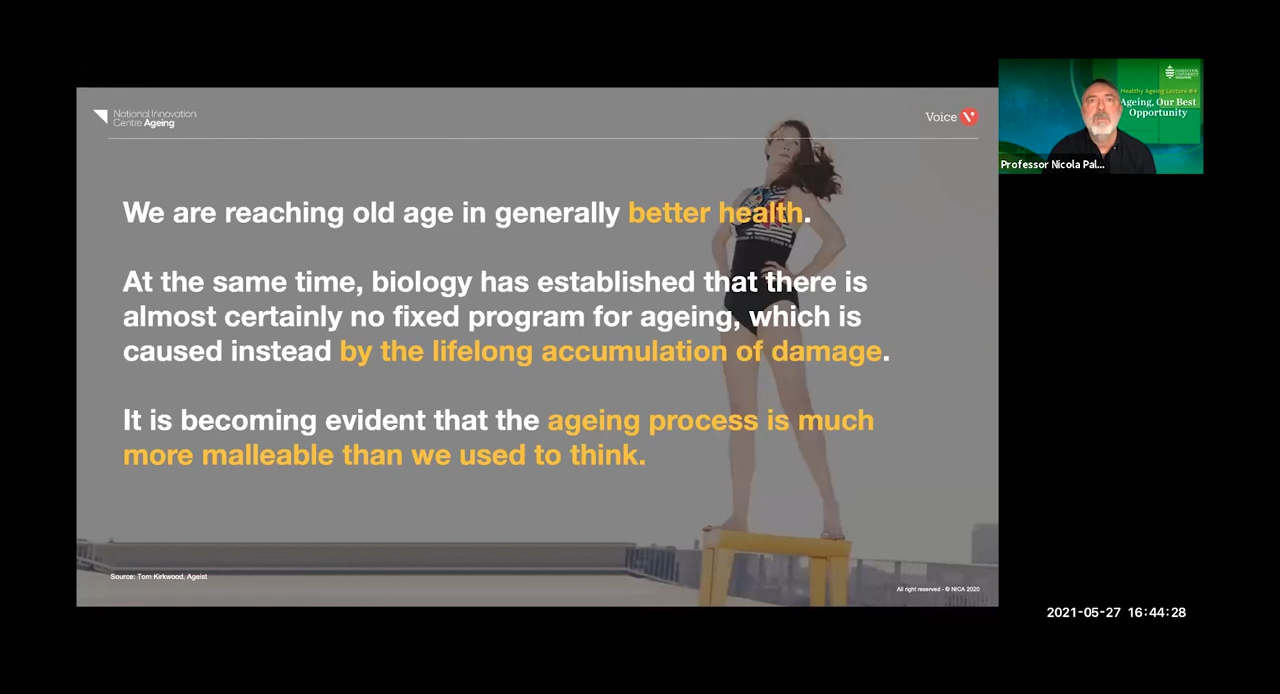 National Innovation
Centre Ageing
Voice
We are reaching old age in generally better health.
At the same time, biology has established that there is
almost certainly no fixed program for ageing, which is
caused instead by the lifelong accumulation of damage.
It is becoming evident that the ageing process is much
more malleable than we used to think.
Source: Tom Kirkwood, Ageist
All right reserved - © NICA 2020
JAMES COOK
UNIVERSITY
SINGAPORE
Healthy Ageing Lecture #4
Ageing, Our Best
Opportunity
Professor Nicola Pal...
2021-05-27 16:44:28